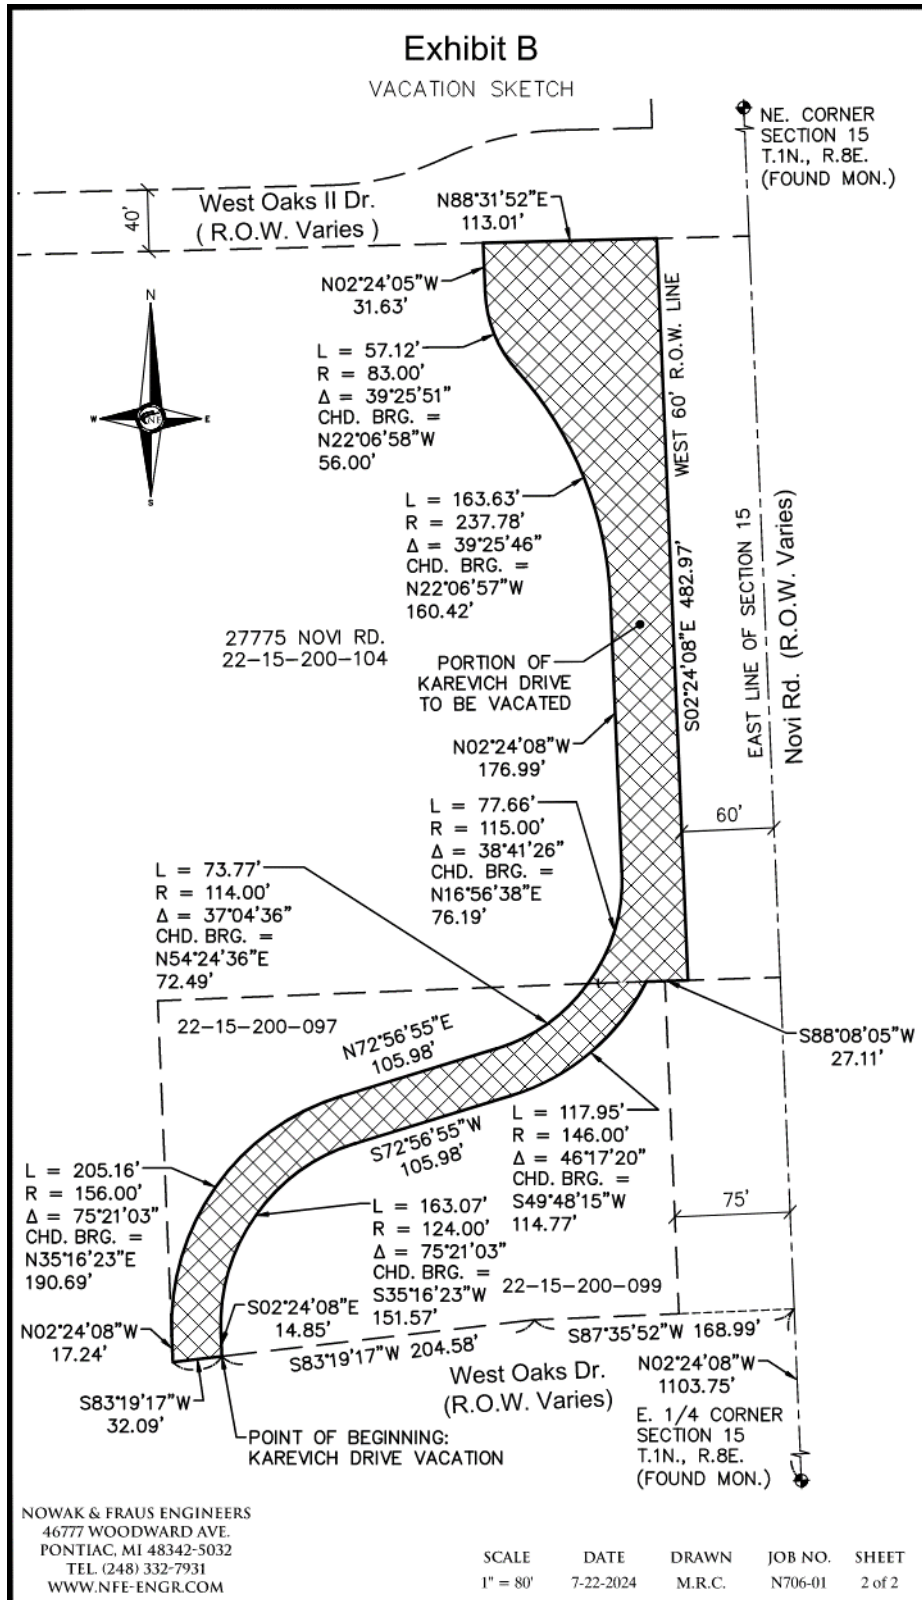 Exhibit B
VACATION SKETCH
NE. CORNER
SECTION 15
T.1N., R.8E.
(FOUND MON.)
West Oaks II Dr.
( R.O.W. Varies )
40'
N88°31'52"E
113.01'
N02°24'05"W
31.63'
WEST 60' R.O.W. LINE
N
W
E
S
NF
L = 57.12'
R = 83.00'
Δ = 39°25'51"
CHD. BRG. =
N22°06'58"W
56.00'
L = 163.63'
R = 237.78'
Δ = 39°25'46"
CHD. BRG. =
N22°06'57"W
160.42'
S02°24'08"E 482.97'
EAST LINE OF SECTION 15
Novi Rd. (R.O.W. Varies)
27775 NOVI RD.
22-15-200-104
PORTION OF
KAREVICH DRIVE
TO BE VACATED
N02°24'08"W
176.99'
60'
L = 77.66'
R = 115.00'
Δ = 38°41'26"
CHD. BRG. =
N16°56'38"E
76.19'
L = 73.77'
R = 114.00'
Δ = 37°04'36"
CHD. BRG. =
N54°24'36"E
72.49'
22-15-200-097
N72°56'55"E
105.98'
S88°08'05"W
27.11'
S72°56'55"W
105.98'
L = 117.95'
R = 146.00'
Δ = 46°17'20"
CHD. BRG. =
S49°48'15"W
114.77'
75'
L = 205.16'
R = 156.00'
Δ = 75°21'03"
CHD. BRG. =
N35°16'23"E
190.69'
L = 163.07'
R = 124.00'
Δ = 75°21'03"
CHD. BRG. =
S35°16'23"W
151.57'
22-15-200-099
S02°24'08"E
14.85'
N02°24'08"W
17.24'
S83°19'17"W 204.58'
S87°35'52"W 168.99'
S83°19'17"W
32.09'
West Oaks Dr.
(R.O.W. Varies)
N02°24'08"W
1103.75'
E. 1/4 CORNER
SECTION 15
T.1N., R.8E.
(FOUND MON.)
POINT OF BEGINNING:
KAREVICH DRIVE VACATION
NOWAK & FRAUS ENGINEERS
46777 WOODWARD AVE.
PONTIAC, MI 48342-5032
TEL. (248) 332-7931
WWW.NFE-ENGR.COM
SCALE DATE DRAWN JOB NO. SHEET
1" = 80' 7-22-2024 M.R.C. N706-01 2 of 2